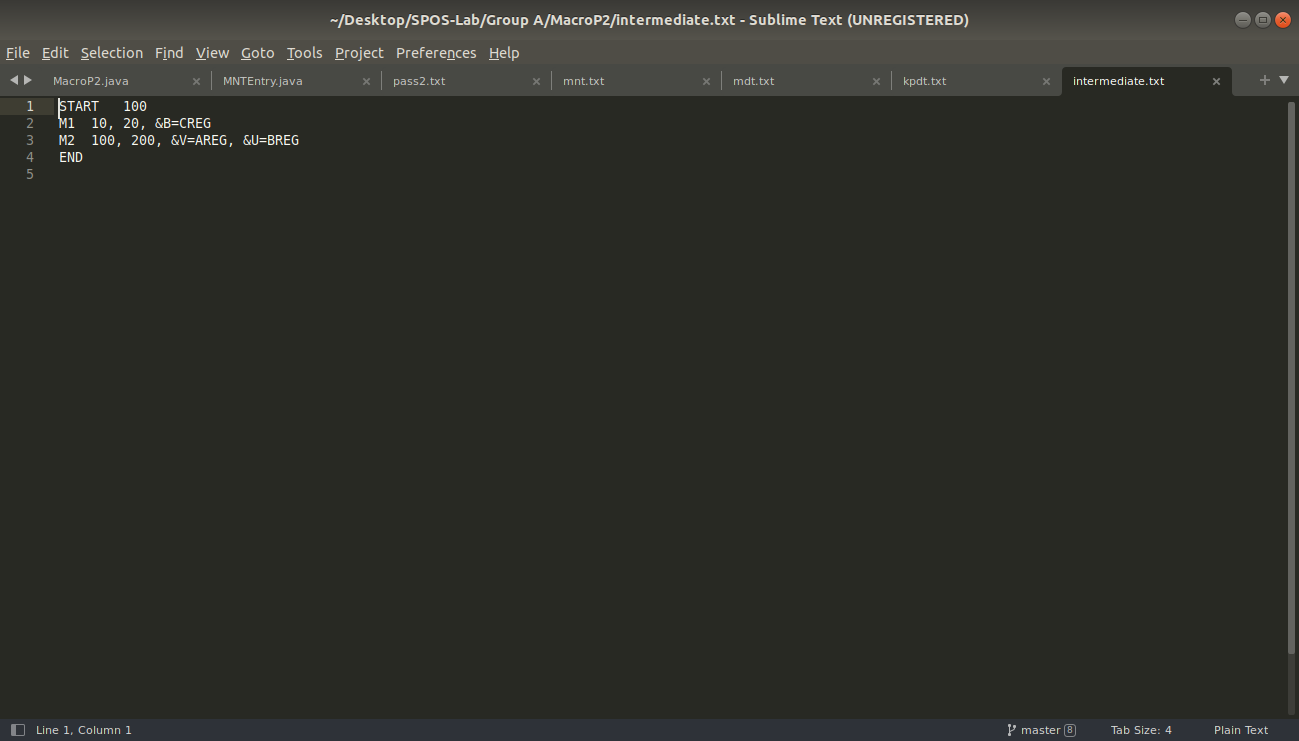 ~/Desktop/SPOS-Lab/Group A/MacroP2/intermediate.txt - Sublime Text (UNREGISTERED)
File Edit Selection Find View Goto Tools Project Preferences Help
MacroP2.java MNTEntry.java pass2.txt mnt.txt mdt.txt kpdt.txt intermediate.txt
1 START 100
2 M1 10, 20, &B=CREG
3 M2 100, 200, &V=AREG, &U=BREG
4 END
5
Line 1, Column 1 master 8 Tab Size: 4 Plain Text